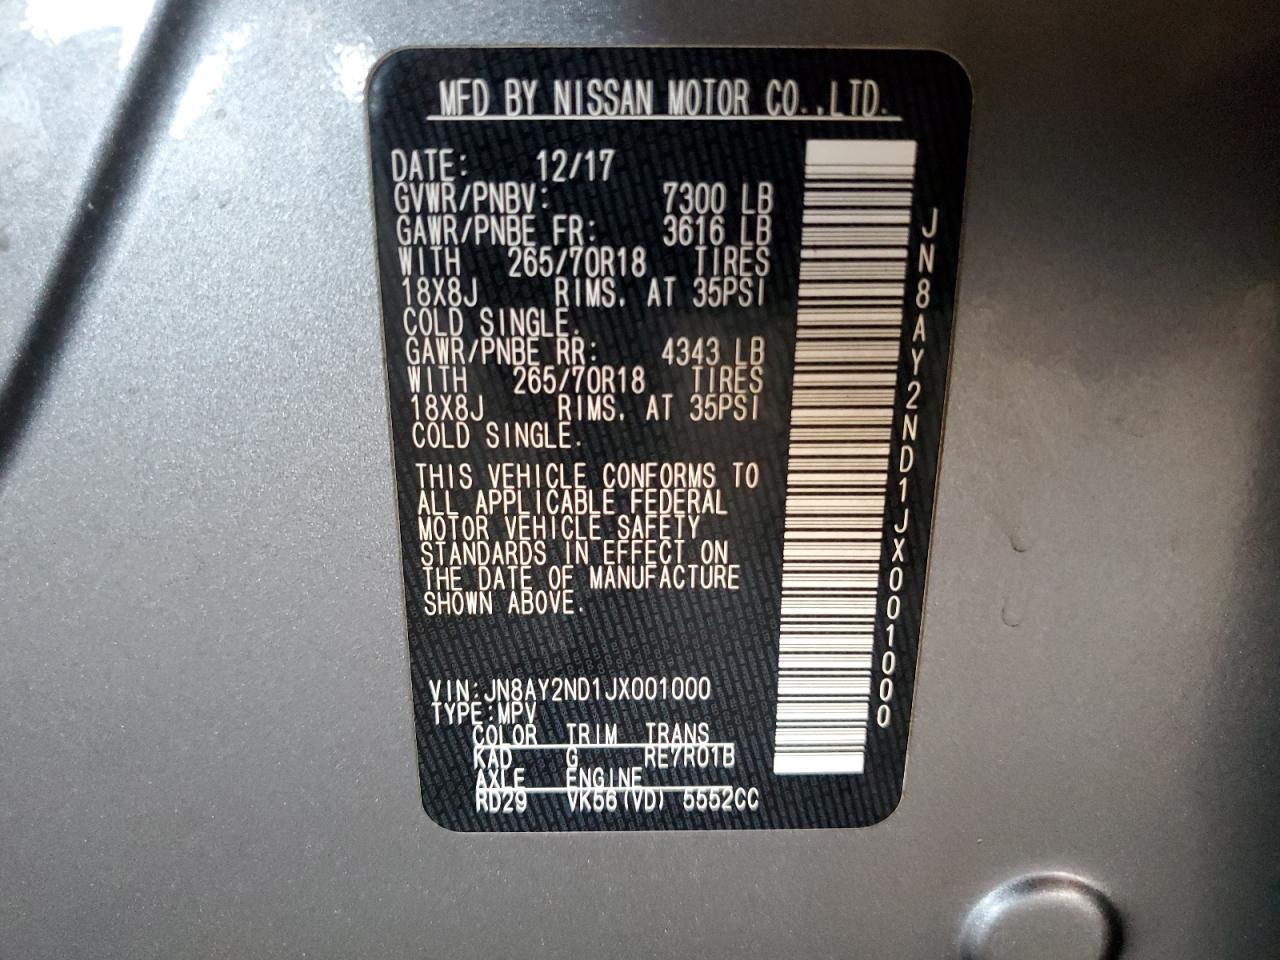 MFD BY NISSAN MOTOR CO.,LTD.
DATE: 12/17
GVWR/PNBV: 7300 LB
GAWR/PNBE FR: 3616 LB
WITH 265/70R18 TIRES
18X8J RIMS, AT 35PSI
COLD SINGLE.
GAWR/PNBE RR: 4343 LB
WITH 265/70R18 TIRES
18X8J RIMS, AT 35PSI
COLD SINGLE.
THIS VEHICLE CONFORMS TO
ALL APPLICABLE FEDERAL
MOTOR VEHICLE SAFETY
STANDARDS IN EFFECT ON
THE DATE OF MANUFACTURE
SHOWN ABOVE.
VIN:JN8AY2ND1JX001000
TYPE:MPV
COLOR TRIM TRANS
KAD G RE7R01B
AXLE ENGINE
RD29 VK56(VD) 5552CC
JN8AY2ND1JX001000